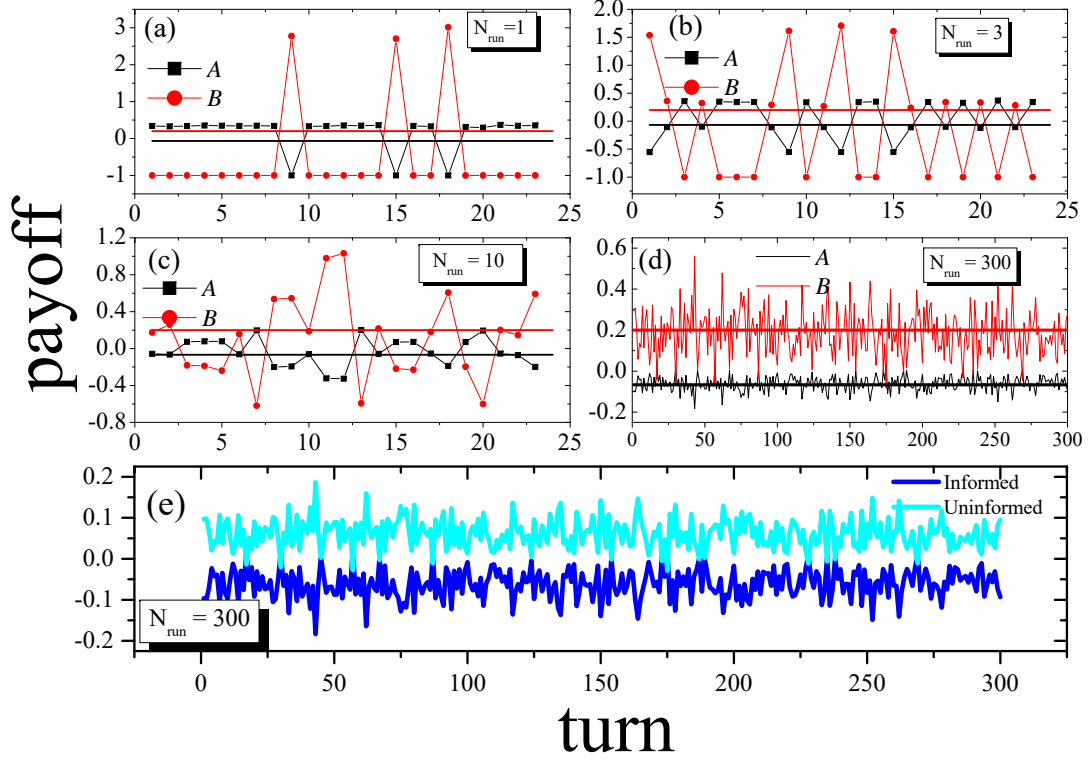 payoff
(a)
N_run=1
A
B
3
2
1
0
-1
0 5 10 15 20 25
(b)
N_run = 3
A
B
2.0
1.5
1.0
0.5
0.0
-0.5
-1.0
0 5 10 15 20 25
(c)
N_run = 10
A
B
1.2
0.8
0.4
0.0
-0.4
-0.8
0 5 10 15 20 25
(d)
A
B
N_run = 300
0.6
0.4
0.2
0.0
-0.2
0 50 100 150 200 250 300
(e)
Informed
Uninformed
N_run = 300
0.2
0.1
0.0
-0.1
-0.2
0 50 100 150 200 250 300
turn